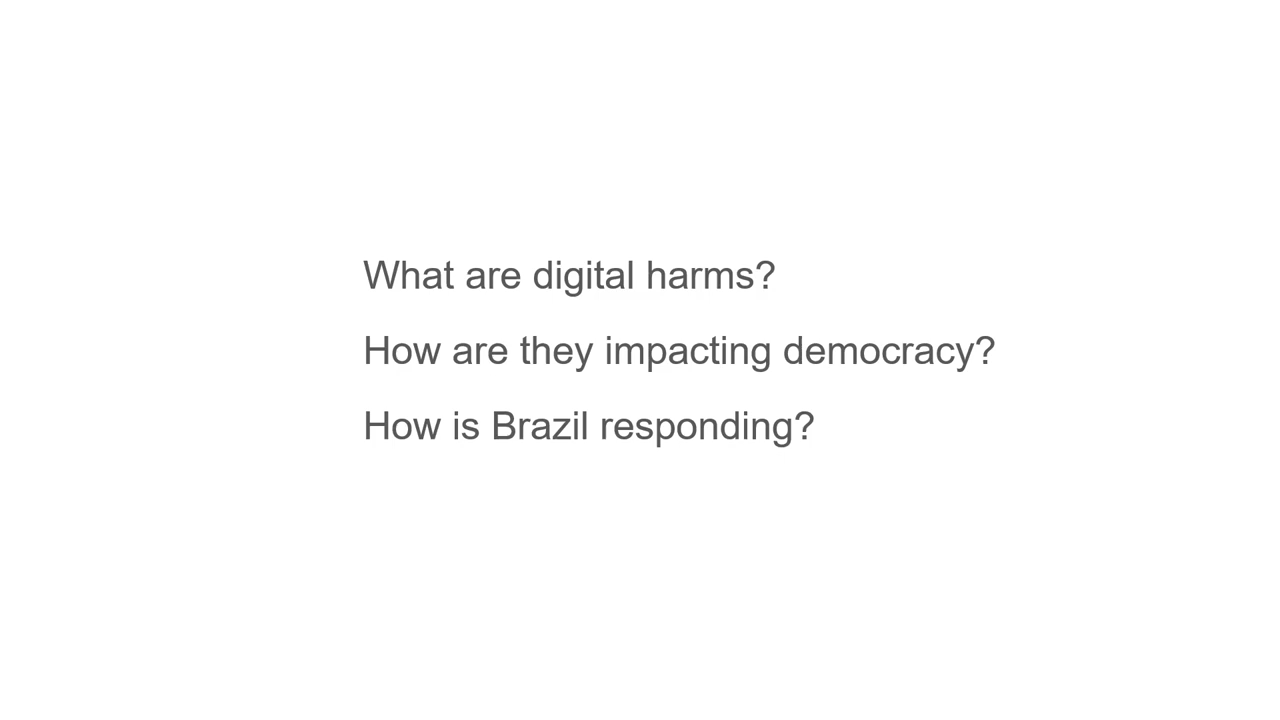 What are digital harms?
How are they impacting democracy?
How is Brazil responding?